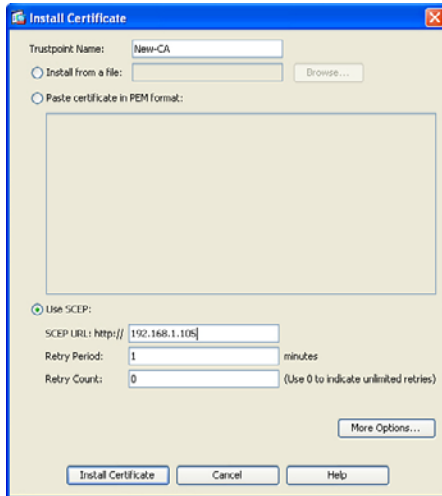 Install Certificate
Trustpoint Name: New-CA
Install from a file: Browse...
Paste certificate in PEM format:
Use SCEP:
SCEP URL: http:// 192.168.1.105
Retry Period: 1 minutes
Retry Count: 0 (Use 0 to indicate unlimited retries)
More Options...
Install Certificate Cancel Help